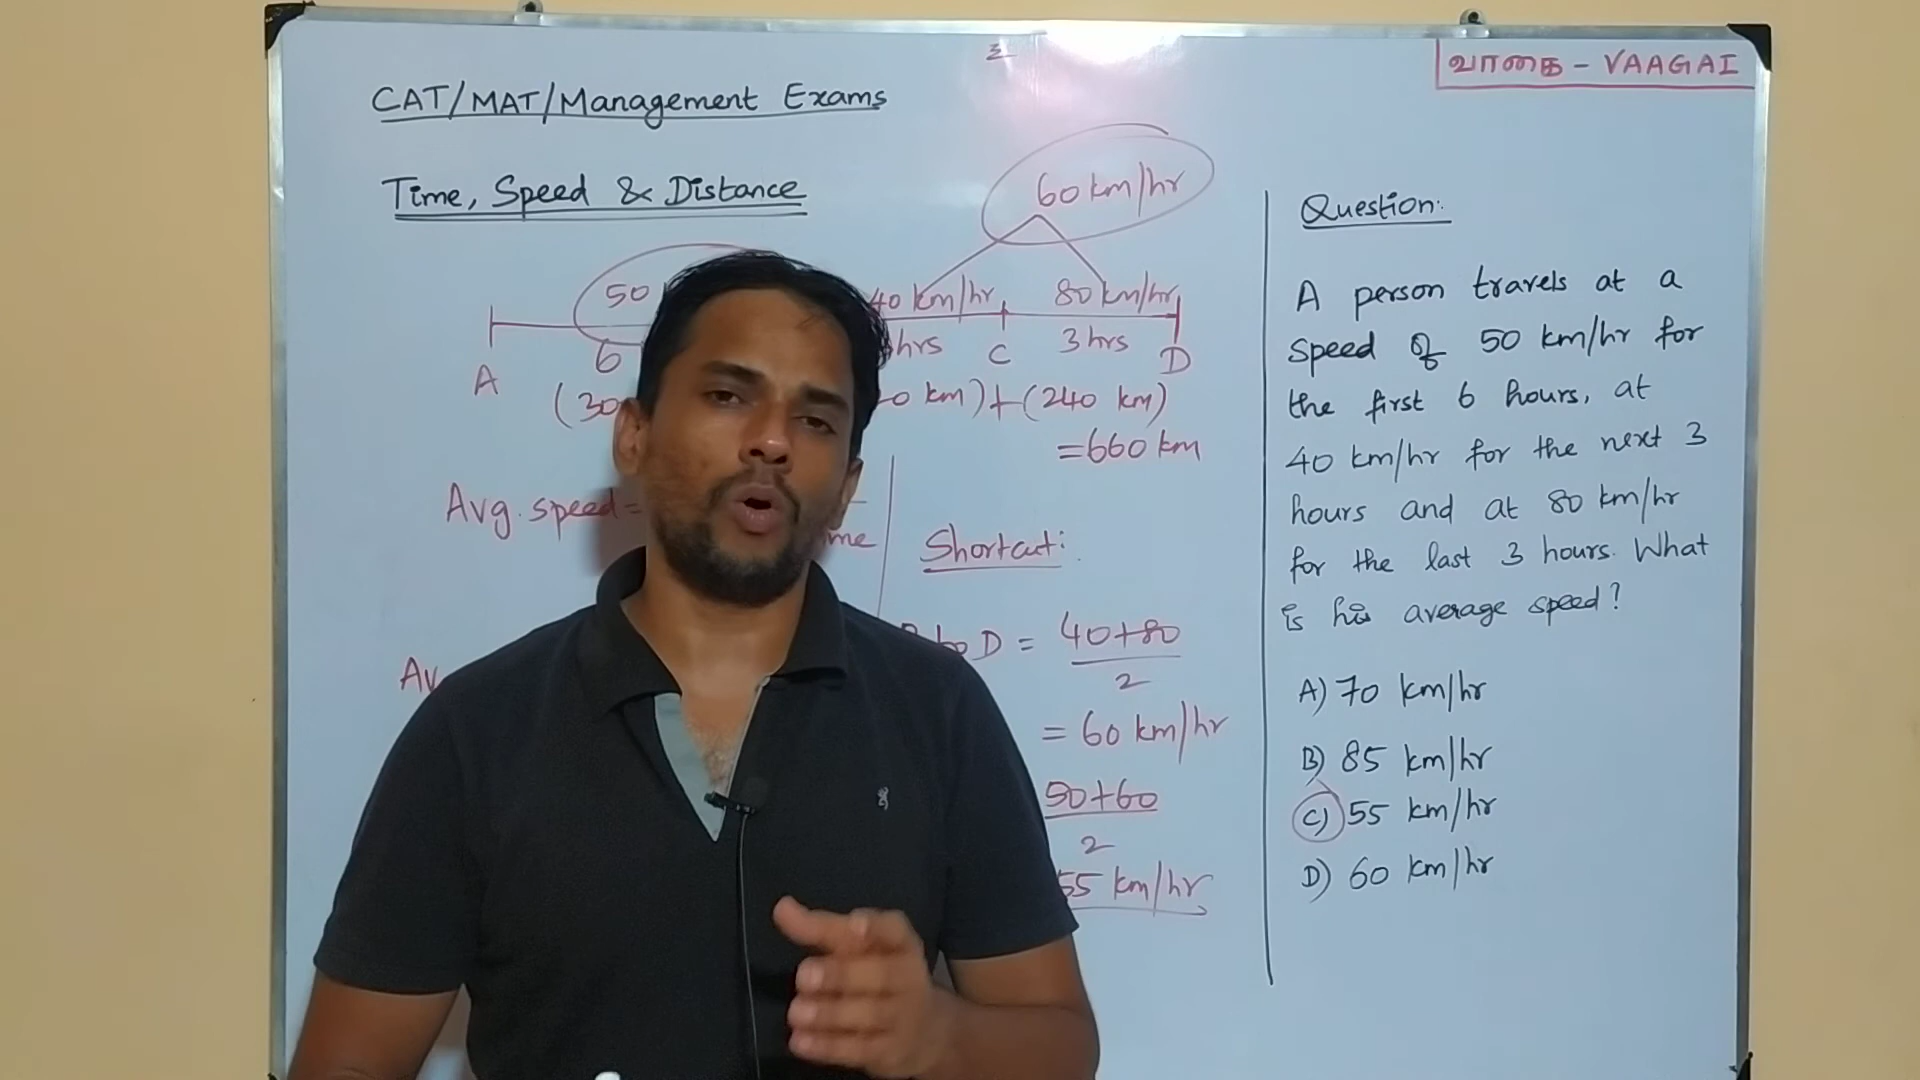 வாகை - VAAGAI
CAT/MAT/Management Exams
Time, Speed & Distance
60 km/hr
50
40 km/hr
80 km/hr
6
hrs
3 hrs
A
C
D
km) + (240 km)
= 660 km
Avg. speed =
Shortcut:
D = 40+80
2
= 60 km/hr
50+60
2
55 km/hr
Question:
A person travels at a
speed of 50 km/hr for
the first 6 hours, at
40 km/hr for the next 3
hours and at 80 km/hr
for the last 3 hours. What
is his average speed?
A) 70 km/hr
B) 85 km/hr
C) 55 km/hr
D) 60 km/hr